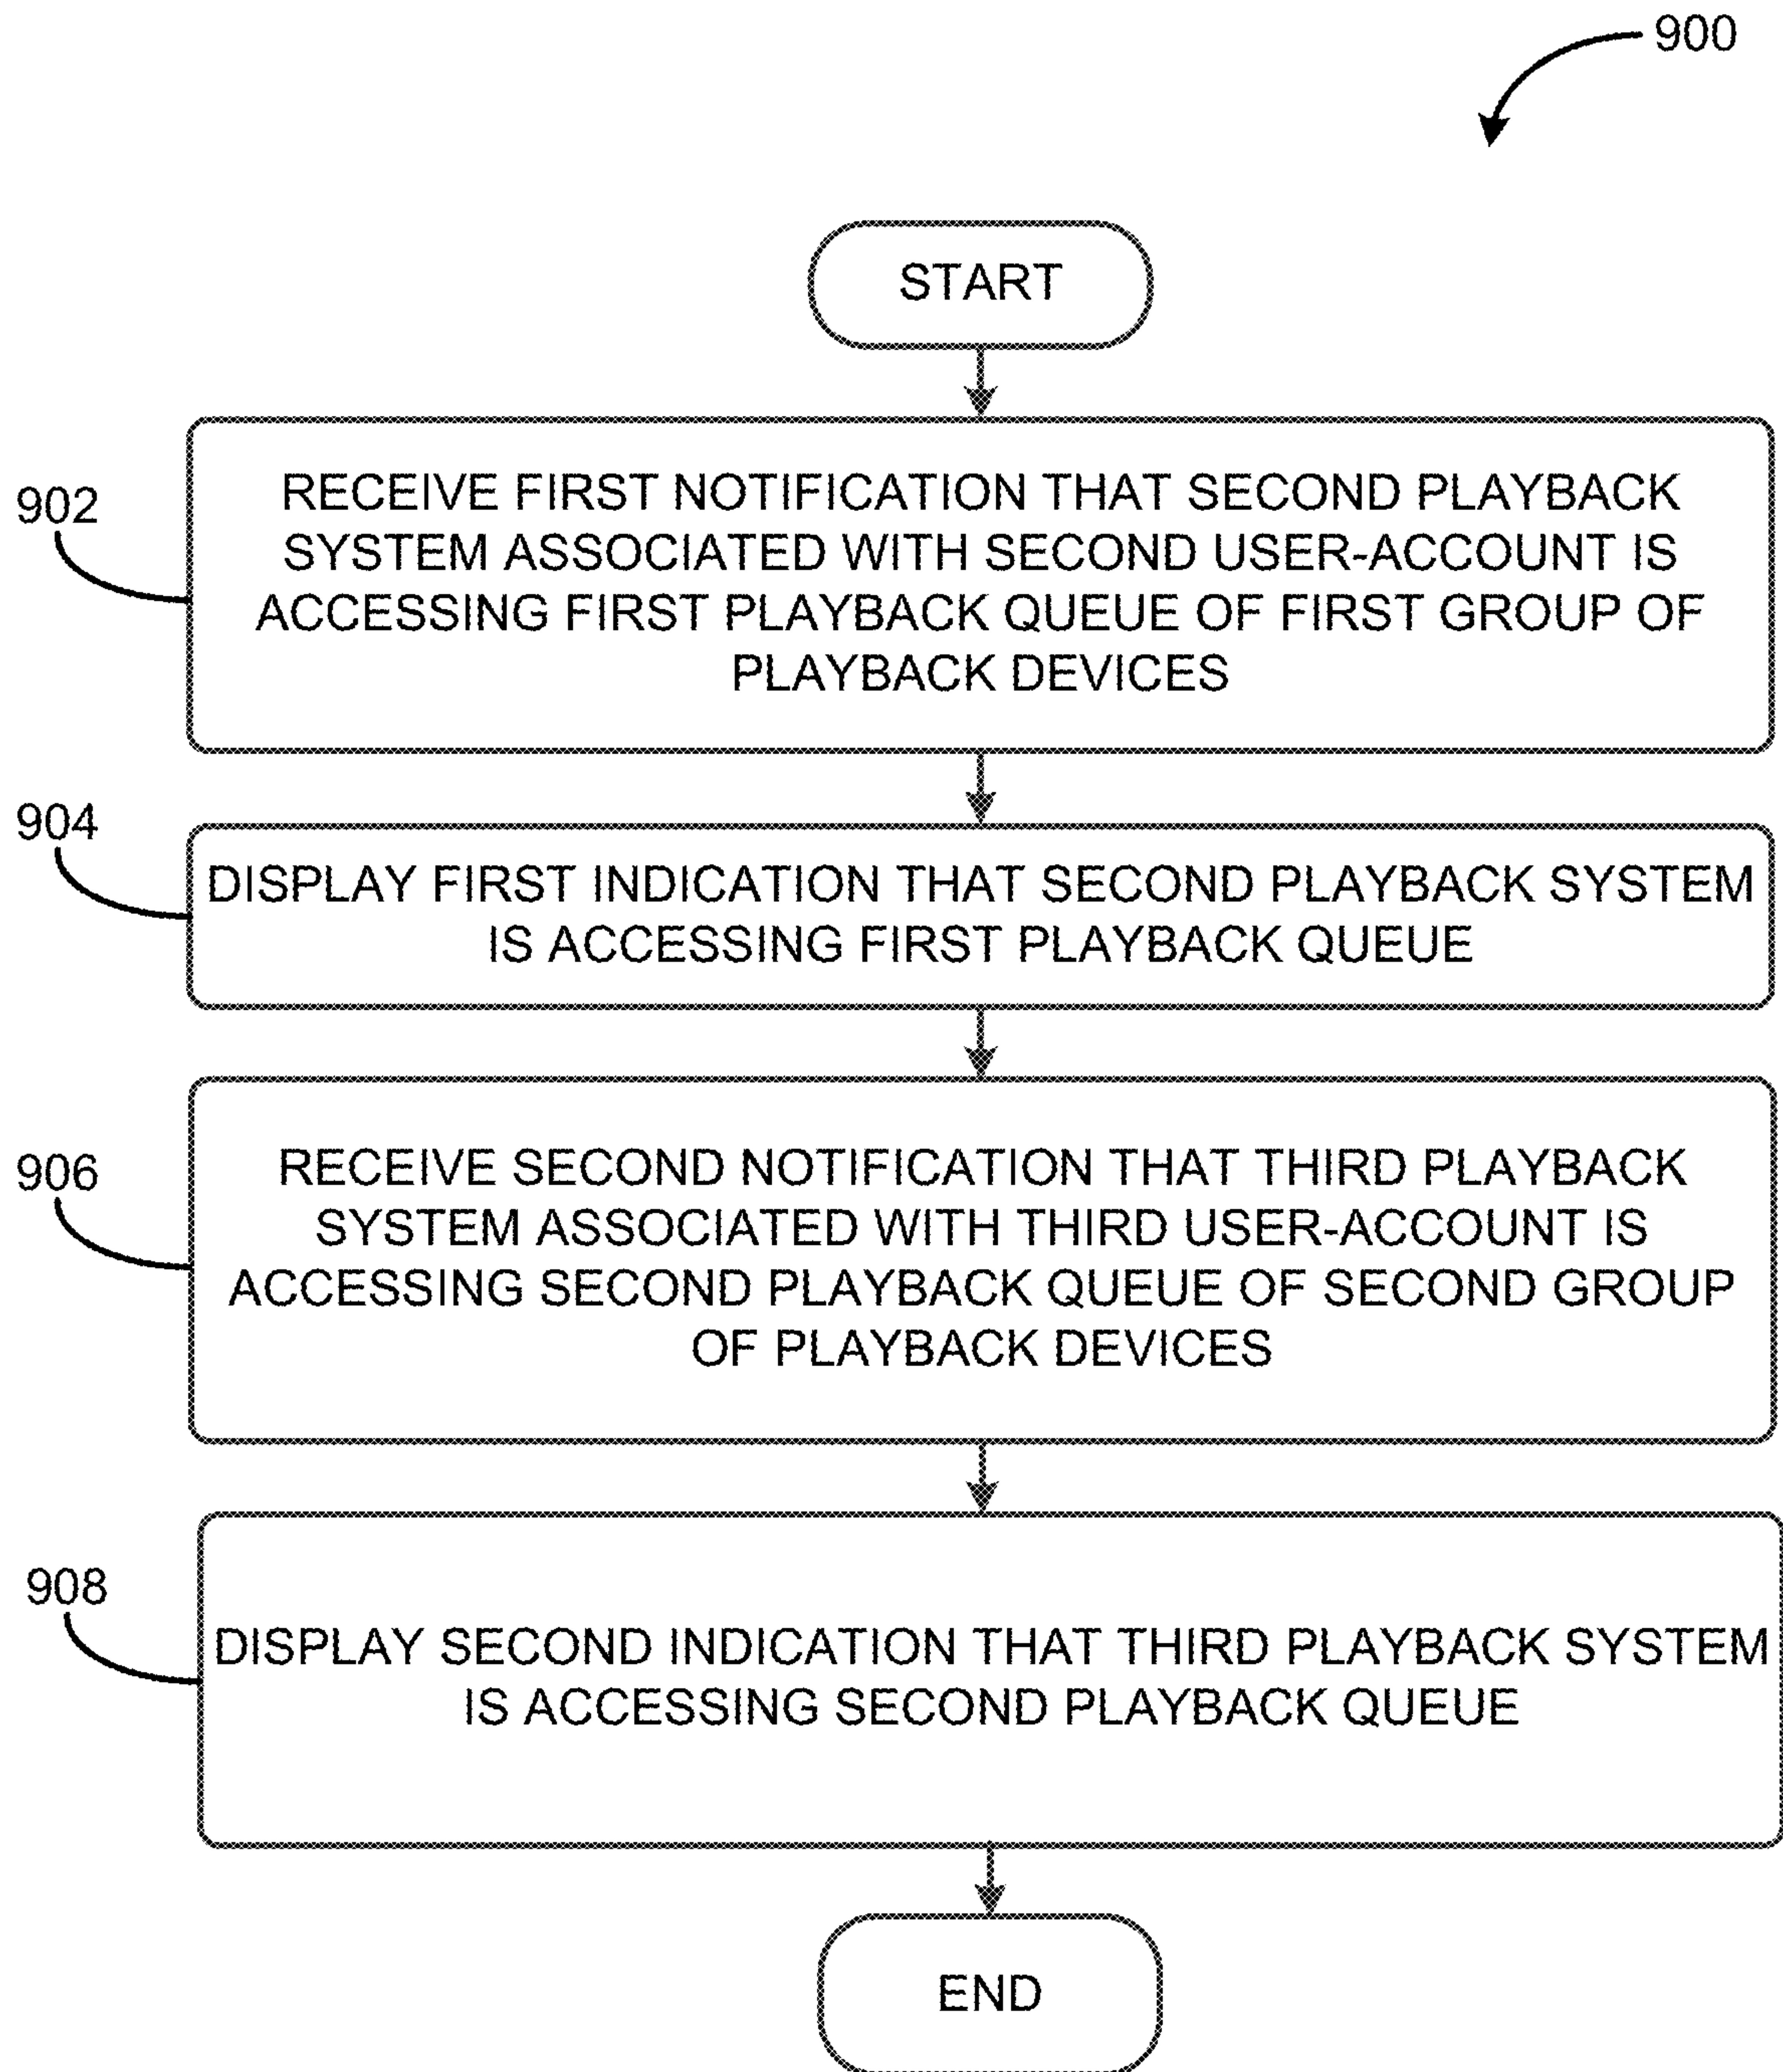 900
START
902
RECEIVE FIRST NOTIFICATION THAT SECOND PLAYBACK
SYSTEM ASSOCIATED WITH SECOND USER-ACCOUNT IS
ACCESSING FIRST PLAYBACK QUEUE OF FIRST GROUP OF
PLAYBACK DEVICES
904
DISPLAY FIRST INDICATION THAT SECOND PLAYBACK SYSTEM
IS ACCESSING FIRST PLAYBACK QUEUE
906
RECEIVE SECOND NOTIFICATION THAT THIRD PLAYBACK
SYSTEM ASSOCIATED WITH THIRD USER-ACCOUNT IS
ACCESSING SECOND PLAYBACK QUEUE OF SECOND GROUP
OF PLAYBACK DEVICES
908
DISPLAY SECOND INDICATION THAT THIRD PLAYBACK SYSTEM
IS ACCESSING SECOND PLAYBACK QUEUE
END